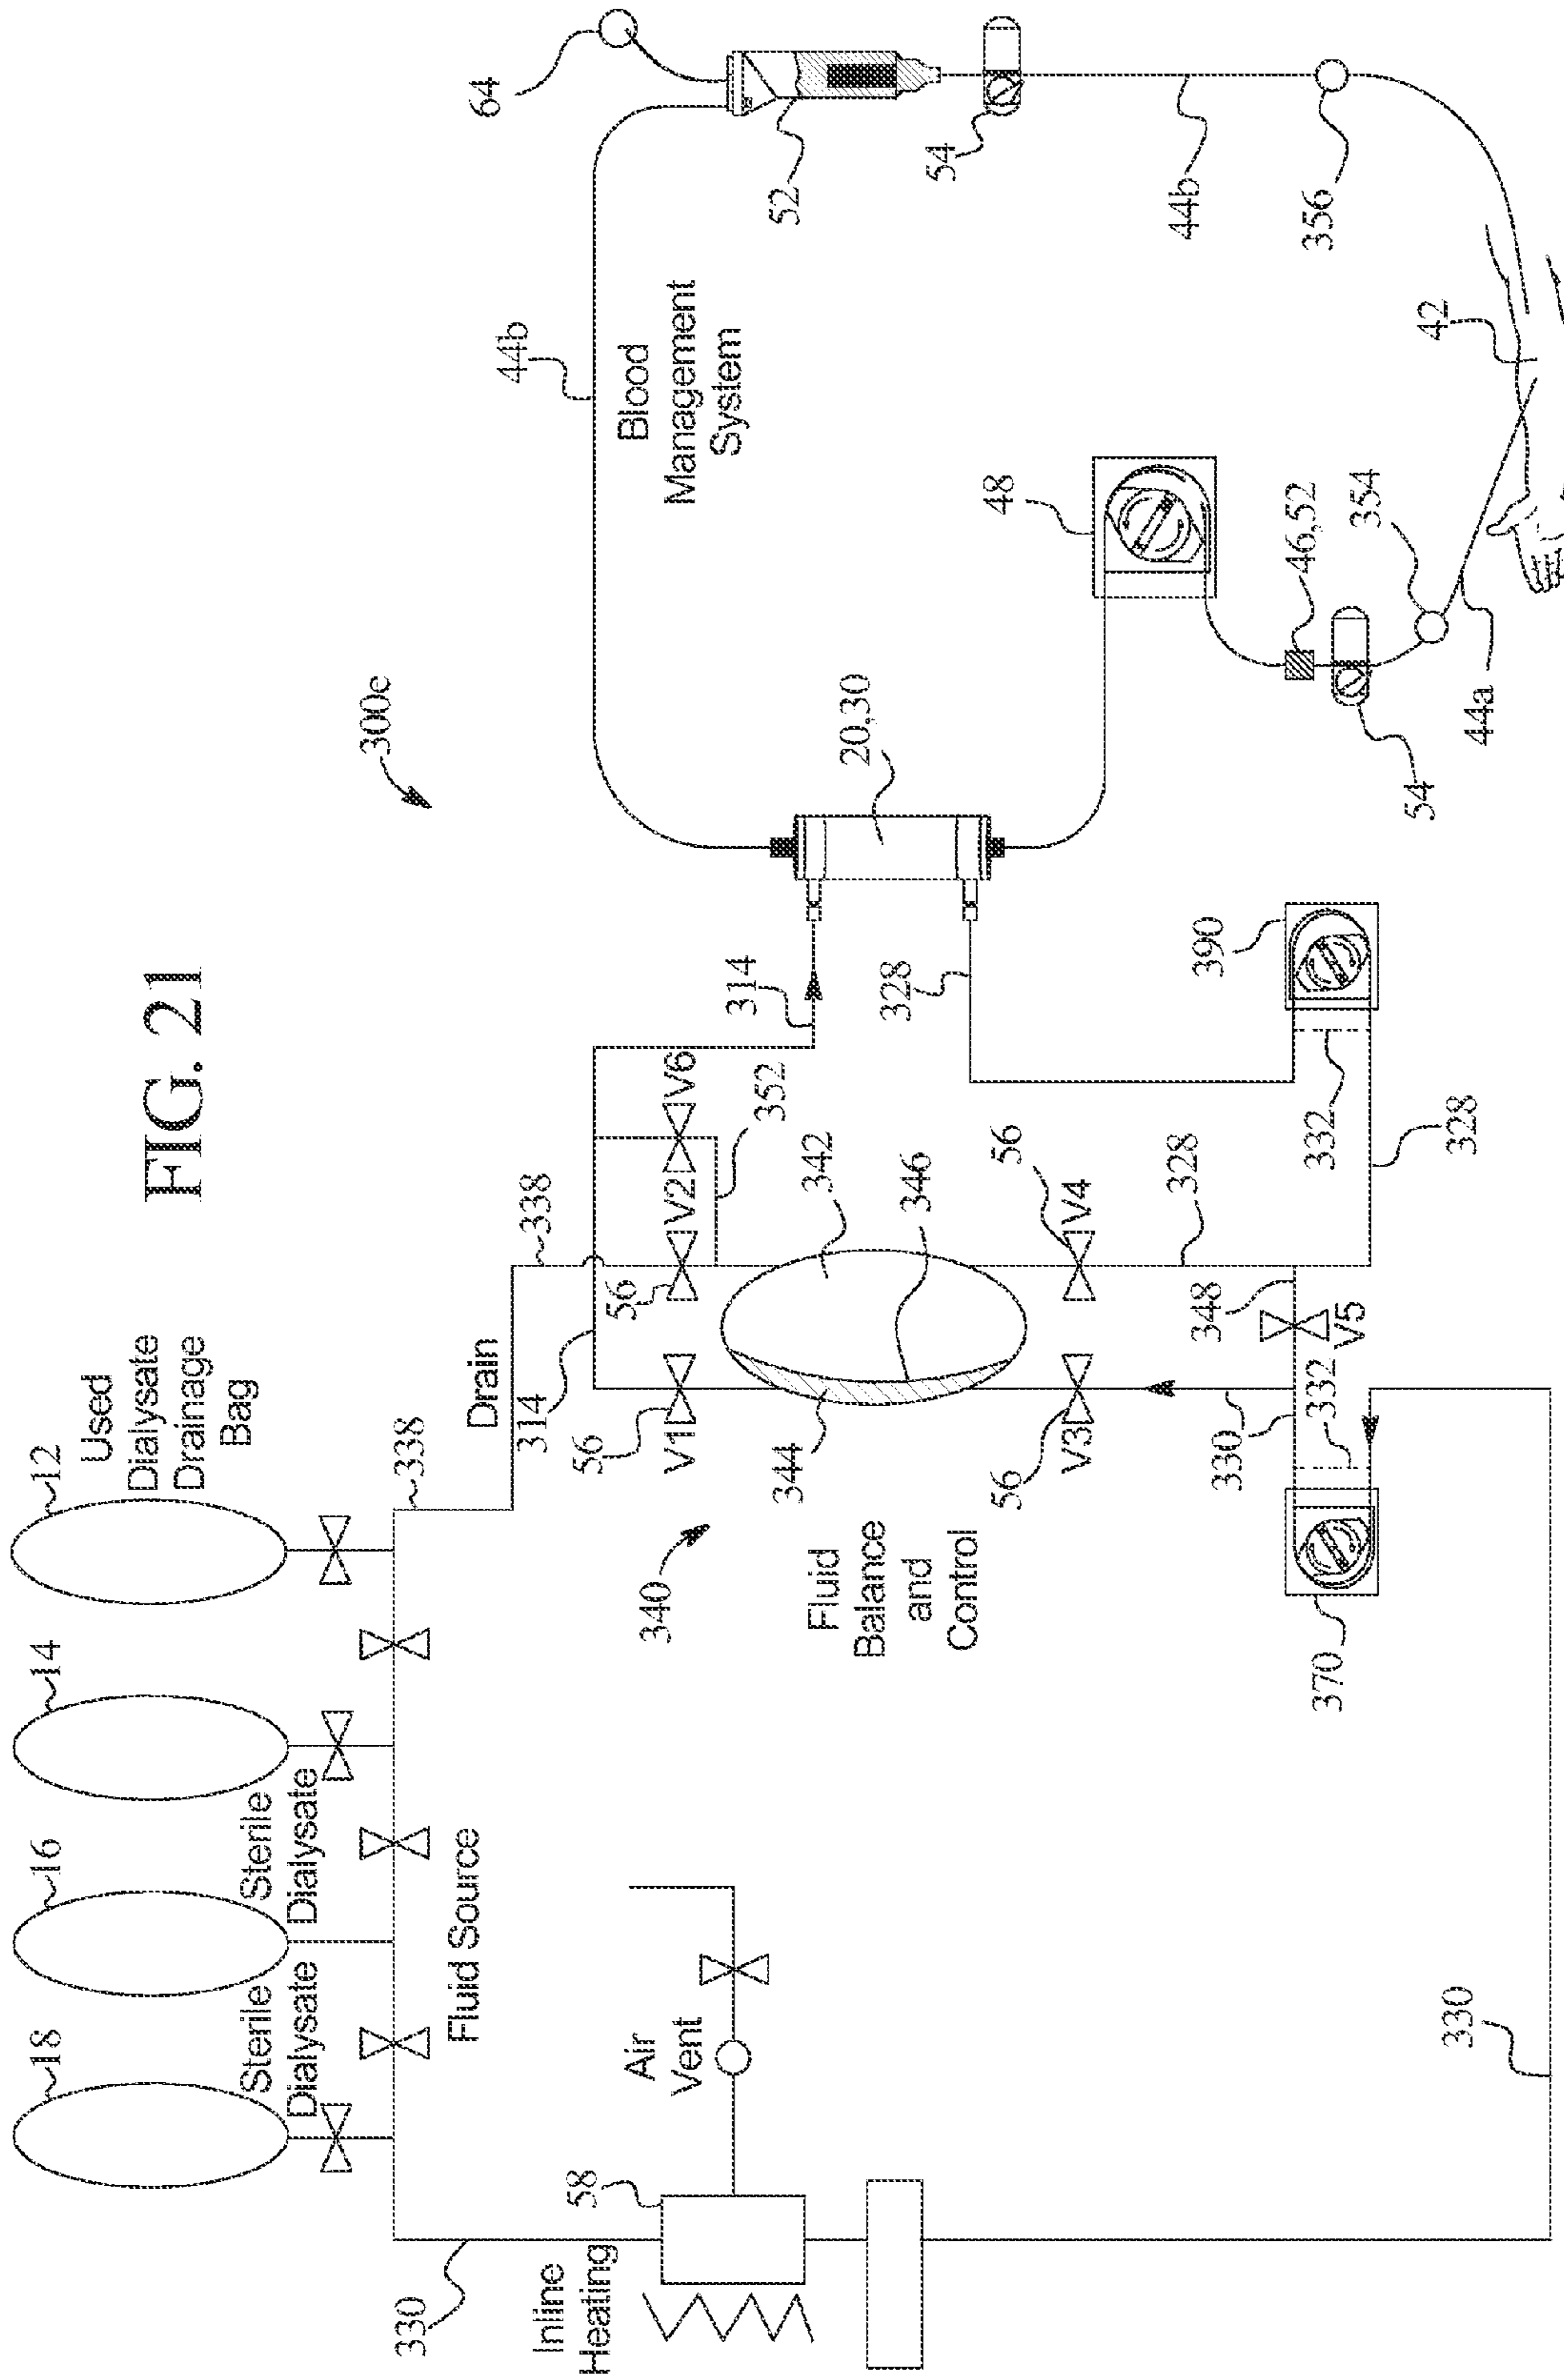 FIG. 21
18
16
14
12
Used
Dialysate
Drainage
Bag
Sterile
Dialysate
Sterile
Dialysate
Fluid Source
330
338
Drain
338
314
300e
64
44b
Blood
Management
System
Inline
Heating
58
Air
Vent
340
56
V1
56
V2
V6
352
314
52
344
342
346
Fluid
Balance
and
Control
328
20,30
54
48
56
V3
56
V4
44b
330
332
348
V5
328
332
390
46,52
354
356
370
54
44a
42
330
328